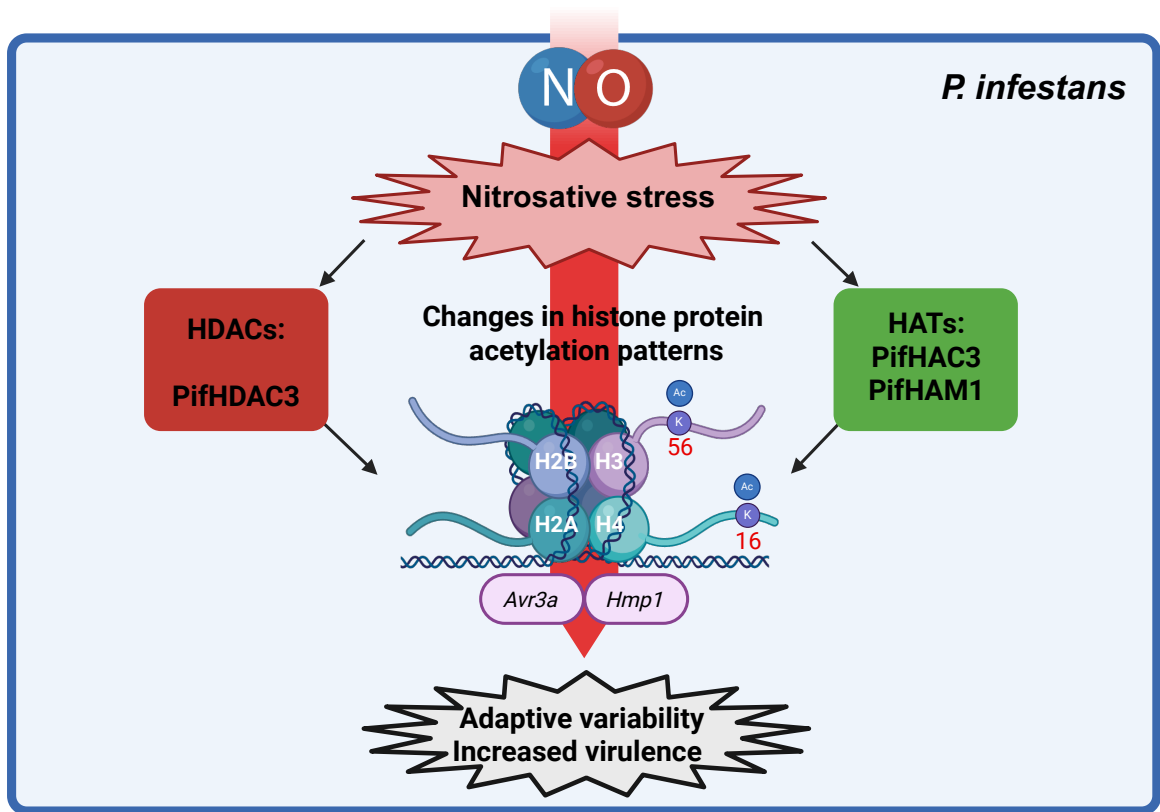 N O
P. infestans
Nitrosative stress
HDACs:
PifHDAC3
Changes in histone protein
acetylation patterns
HATs:
PifHAC3
PifHAM1
Ac
K
56
H2B H3
Ac
K
16
H2A H4
Avr3a Hmp1
Adaptive variability
Increased virulence